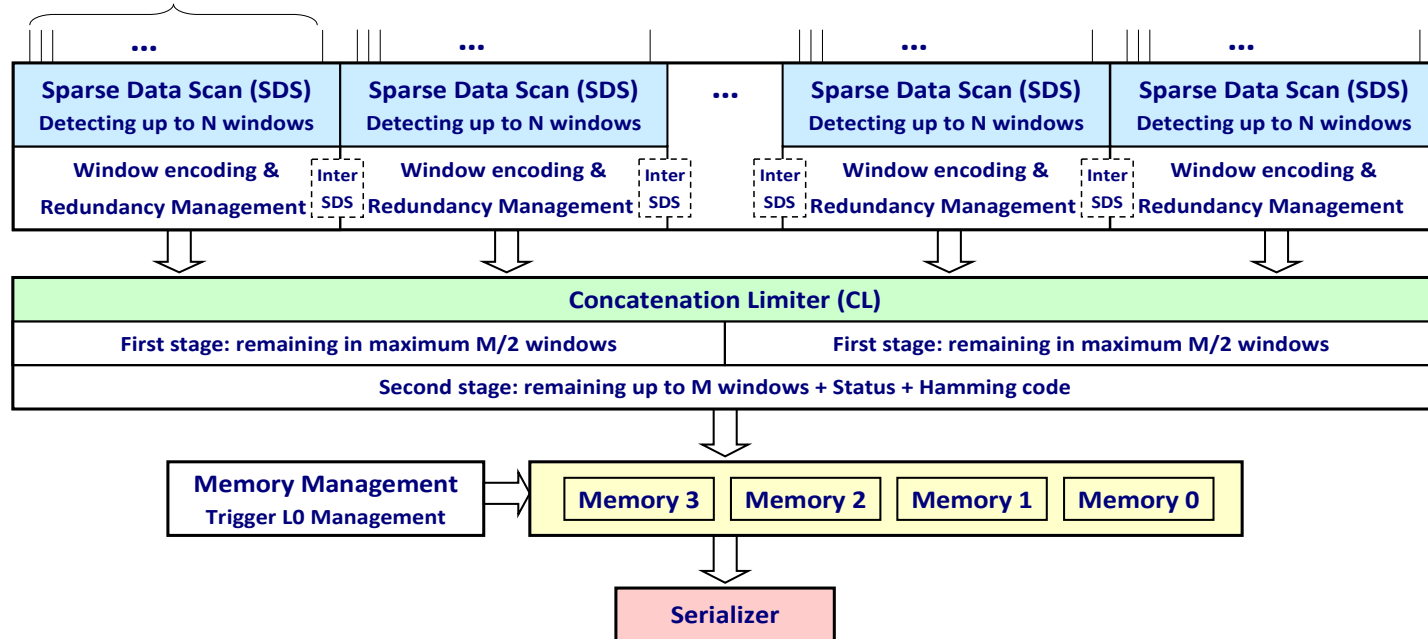 ... ... ... ...
Sparse Data Scan (SDS) Sparse Data Scan (SDS) ... Sparse Data Scan (SDS) Sparse Data Scan (SDS)
Detecting up to N windows Detecting up to N windows Detecting up to N windows Detecting up to N windows
Window encoding & Inter Window encoding & Inter Inter Window encoding & Inter Window encoding &
Redundancy Management SDS Redundancy Management SDS SDS Redundancy Management SDS Redundancy Management
Concatenation Limiter (CL)
First stage: remaining in maximum M/2 windows First stage: remaining in maximum M/2 windows
Second stage: remaining up to M windows + Status + Hamming code
Memory Management
Trigger L0 Management
Memory 3 Memory 2 Memory 1 Memory 0
Serializer